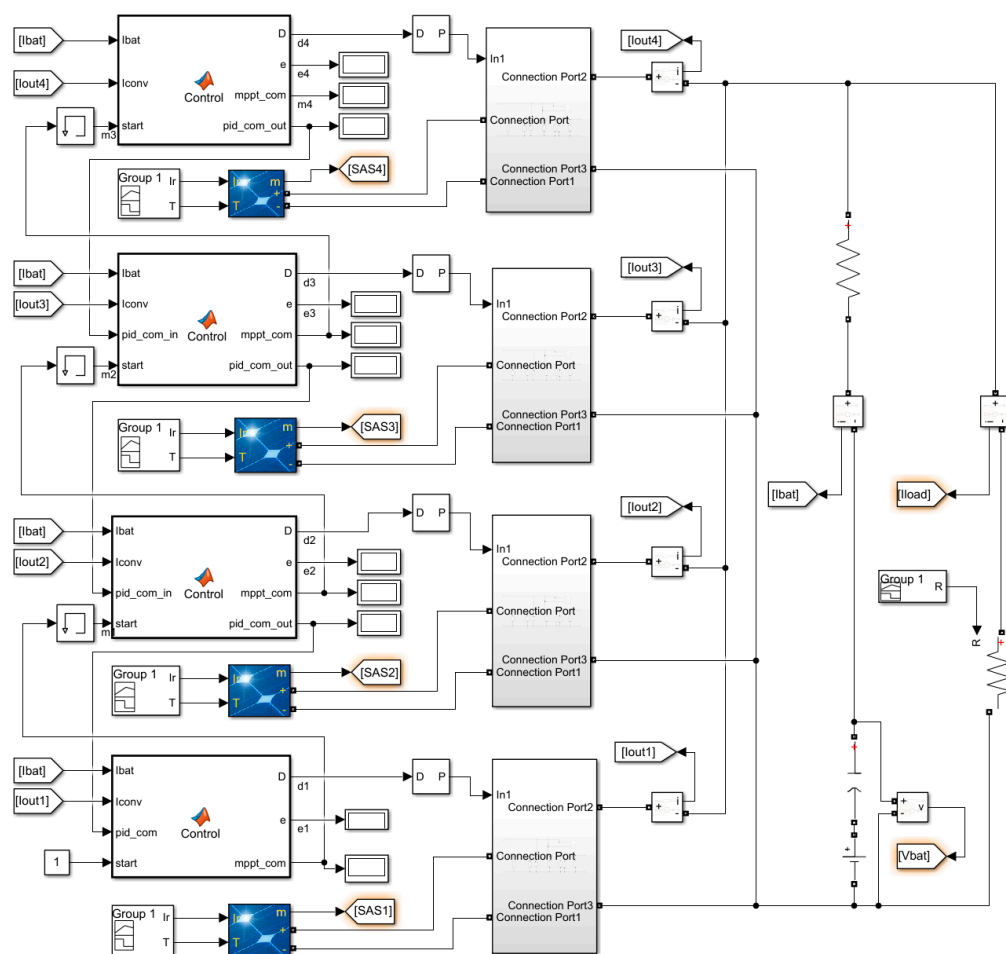 [Ibat]
[Iout4]
Ibat
Iconv
start
Control
D
e
mppt_com
pid_com_out
d4
e4
m4
m3
D P
In1
Connection Port2
Connection Port
Connection Port3
Connection Port1
[Iout4]
+ i -
Group 1
Ir
T
Ir
T
m
+
-
[SAS4]
[Ibat]
[Iout3]
Ibat
Iconv
pid_com_in
start
Control
D
e
mppt_com
pid_com_out
d3
e3
m2
D P
In1
Connection Port2
Connection Port
Connection Port3
Connection Port1
[Iout3]
+ i -
Group 1
Ir
T
Ir
T
m
+
-
[SAS3]
+
+
-i
+
-i
[Ibat]
[Iload]
[Ibat]
[Iout2]
Ibat
Iconv
pid_com_in
start
Control
D
e
mppt_com
pid_com_out
d2
e2
D P
In1
Connection Port2
Connection Port
Connection Port3
Connection Port1
[Iout2]
+ i -
Group 1
Ir
T
Ir
T
m
+
-
[SAS2]
Group 1
R
R
+
[Ibat]
[Iout1]
1
Ibat
Iconv
pid_com
start
Control
D
e
mppt_com
d1
e1
D P
In1
Connection Port2
Connection Port
Connection Port3
Connection Port1
[Iout1]
+ i -
Group 1
Ir
T
Ir
T
m
+
-
[SAS1]
+
+
+ v -
[Vbat]